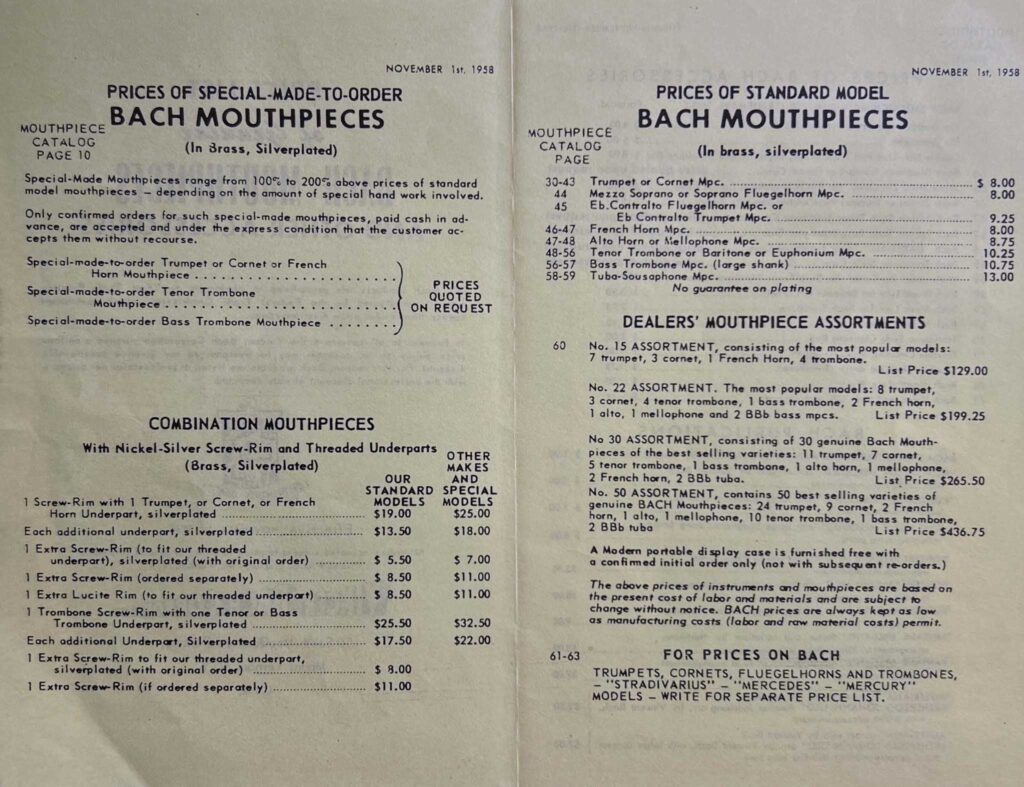 NOVEMBER 1st, 1958
PRICES OF SPECIAL-MADE-TO-ORDER
BACH MOUTHPIECES
MOUTHPIECE
CATALOG
PAGE 10
(In Brass, Silverplated)
Special-Made Mouthpieces range from 100% to 200% above prices of standard
model mouthpieces — depending on the amount of special hand work involved.
Only confirmed orders for such special-made mouthpieces, paid cash in ad-
vance, are accepted and under the express condition that the customer ac-
cepts them without recourse.
Special-made-to-order Trumpet or Cornet or French
Horn Mouthpiece . . . . . . . . . . . . . . . . . . . . . .
Special-made-to-order Tenor Trombone
Mouthpiece . . . . . . . . . . . . . . . . . . . . . . . . . .
Special-made-to-order Bass Trombone Mouthpiece . . . . . . . .
PRICES
QUOTED
ON REQUEST
COMBINATION MOUTHPIECES
With Nickel-Silver Screw-Rim and Threaded Underparts
(Brass, Silverplated)
OUR
STANDARD
MODELS
OTHER
MAKES
AND
SPECIAL
MODELS
1 Screw-Rim with 1 Trumpet, or Cornet, or French
Horn Underpart, silverplated ........................ $19.00 $25.00
Each additional underpart, silverplated ........................ $13.50 $18.00
1 Extra Screw-Rim (to fit our threaded
underpart), silverplated (with original order) ............ $ 5.50 $ 7.00
1 Extra Screw-Rim (ordered separately) ........................ $ 8.50 $11.00
1 Extra Lucite Rim (to fit our threaded underpart) ............ $ 8.50 $11.00
1 Trombone Screw-Rim with one Tenor or Bass
Trombone Underpart, silverplated ........................ $25.50 $32.50
Each additional Underpart, Silverplated ........................ $17.50 $22.00
1 Extra Screw-Rim to fit our threaded underpart,
silverplated (with original order) ........................ $ 8.00
1 Extra Screw-Rim (if ordered separately) ........................ $11.00
NOVEMBER 1st, 1958
PRICES OF STANDARD MODEL
BACH MOUTHPIECES
MOUTHPIECE
CATALOG
PAGE
(In brass, silverplated)
30-43 Trumpet or Cornet Mpc. ........................ $ 8.00
44 Mezzo Soprano or Soprano Fluegelhorn Mpc. ........................ 8.00
45 Eb.Contralto Fluegelhorn Mpc. or
Eb Contralto Trumpet Mpc. ........................ 9.25
46-47 French Horn Mpc. ........................ 8.00
47-48 Alto Horn or Mellophone Mpc. ........................ 8.75
48-56 Tenor Trombone or Baritone or Euphonium Mpc. ........................ 10.25
56-57 Bass Trombone Mpc. (large shank) ........................ 10.75
58-59 Tuba-Sousaphone Mpc. ........................ 13.00
No guarantee on plating
DEALERS' MOUTHPIECE ASSORTMENTS
60 No. 15 ASSORTMENT, consisting of the most popular models:
7 trumpet, 3 cornet, 1 French Horn, 4 trombone.
List Price $129.00
No. 22 ASSORTMENT. The most popular models: 8 trumpet,
3 cornet, 4 tenor trombone, 1 bass trombone, 2 French horn,
1 alto, 1 mellophone and 2 BBb bass mpcs. List Price $199.25
No 30 ASSORTMENT, consisting of 30 genuine Bach Mouth-
pieces of the best selling varieties: 11 trumpet, 7 cornet,
5 tenor trombone, 1 bass trombone, 1 alto horn, 1 mellophone,
2 French horn, 2 BBb tuba. List Price $265.50
No. 50 ASSORTMENT, contains 50 best selling varieties of
genuine BACH Mouthpieces: 24 trumpet, 9 cornet, 2 French
horn, 1 alto, 1 mellophone, 10 tenor trombone, 1 bass trombone,
2 BBb tuba List Price $436.75
A Modern portable display case is furnished free with
a confirmed initial order only (not with subsequent re-orders.)
The above prices of instruments and mouthpieces are based on
the present cost of labor and materials and are subject to
change without notice. BACH prices are always kept as low
as manufacturing costs (labor and raw material costs) permit.
61-63 FOR PRICES ON BACH
TRUMPETS, CORNETS, FLUEGELHORNS AND TROMBONES,
— "STRADIVARIUS" — "MERCEDES" — "MERCURY"
MODELS — WRITE FOR SEPARATE PRICE LIST.